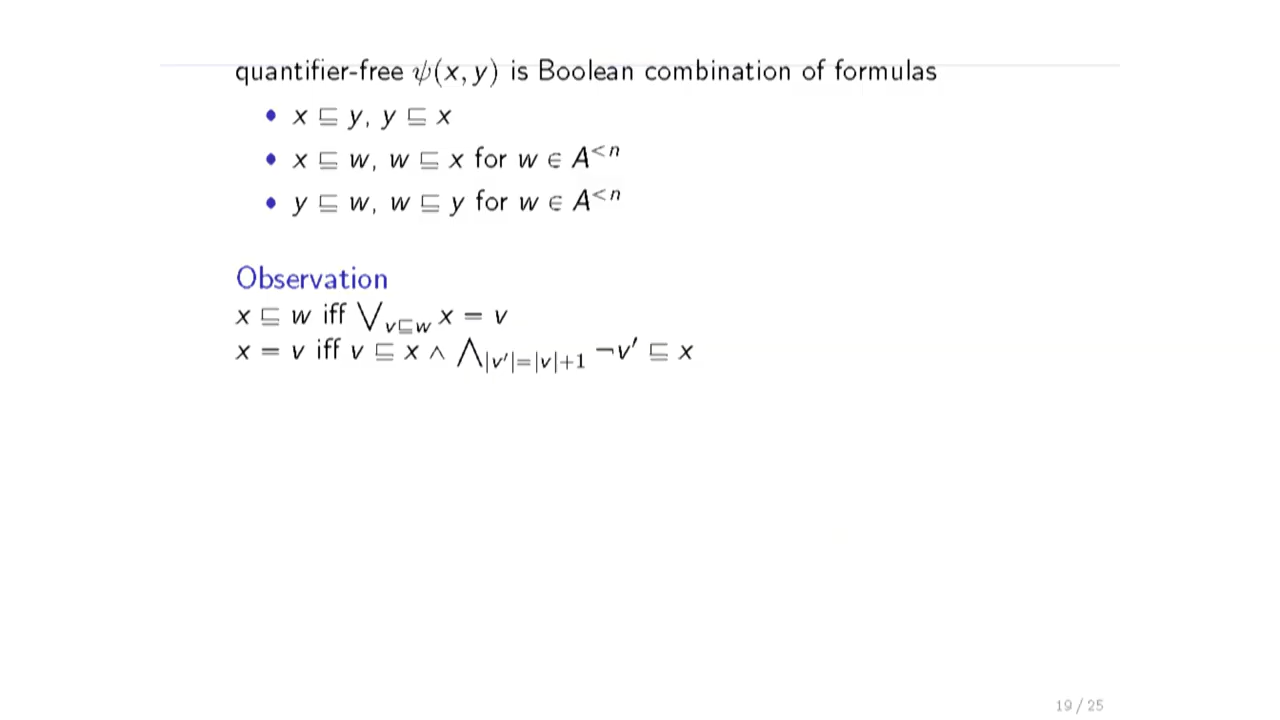 quantifier-free ψ(x, y) is Boolean combination of formulas
• x ⊑ y, y ⊑ x
• x ⊑ w, w ⊑ x for w ∈ A^{<n}
• y ⊑ w, w ⊑ y for w ∈ A^{<n}
Observation
x ⊑ w iff ⋁_{v⊑w} x = v
x = v iff v ⊑ x ∧ ⋀_{|v′|=|v|+1} ¬v′ ⊑ x
19 / 25